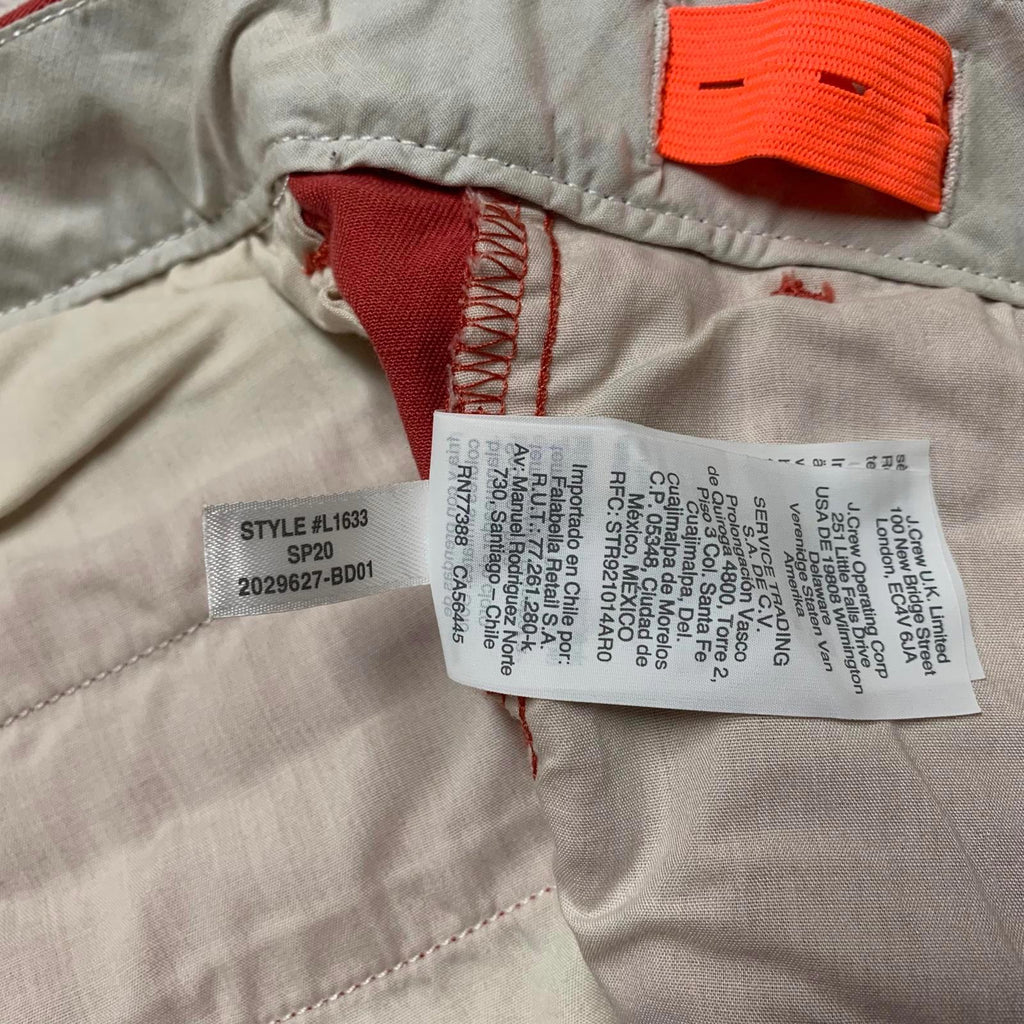 STYLE #L1633
SP20
2029627-BD01
J.Crew U.K. Limited
100 New Bridge Street
London, EC4V 6JA
J.Crew Operating Corp
251 Little Falls Drive
USA DE 19808 Wilmington
Delaware
Verenidge Staten van
Amerika
SERVICE TRADING
S.A. DE C.V.
Prolongación Vasco
de Quiroga 4800, Torre 2,
Piso 3 Col. Santa Fe
Cuajimalpa, Del.
Cuajimalpa de Morelos
C.P. 05348, Ciudad de
Mexico, MÉXICO
RFC: STR921014AR0
Importado en Chile por:
Falabella Retail S.A.
R.U.T.: 77.261.280-k
Av. Manuel Rodríguez Norte
730, Santiago – Chile
RN77388 CA56445